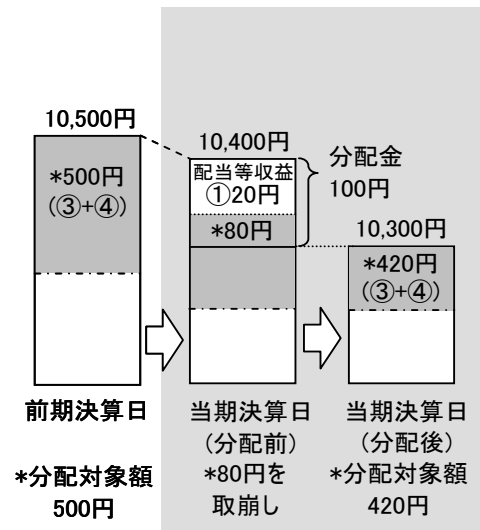 10,500円
*500円
(③+④)
前期決算日
*分配対象額
500円
10,400円
配当等収益
①20円
*80円
当期決算日
(分配前)
*80円を
取崩し
分配金
100円
10,300円
*420円
(③+④)
当期決算日
(分配後)
*分配対象額
420円